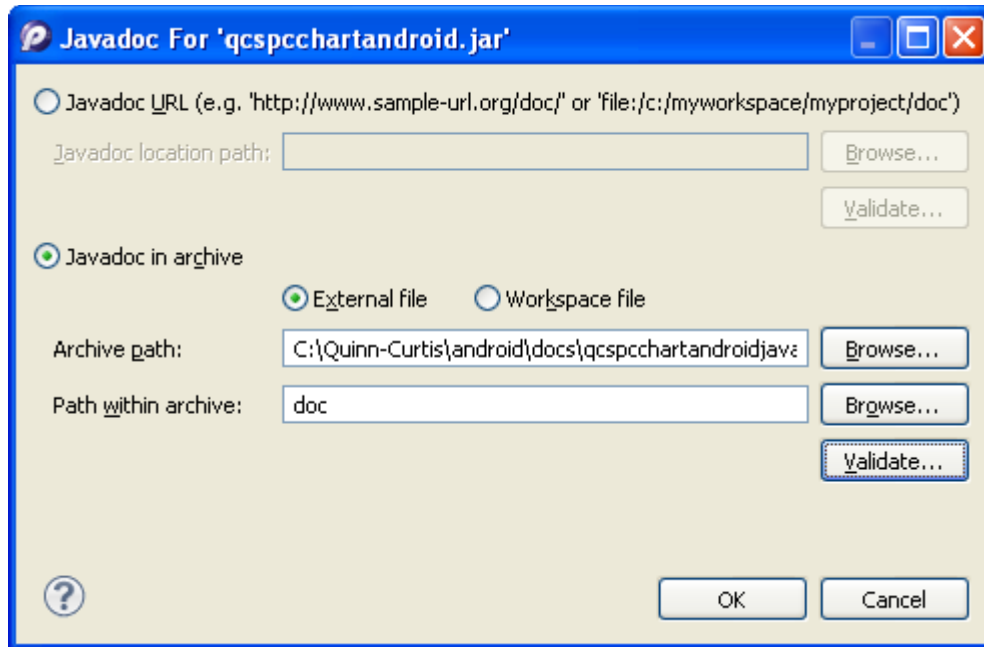 Javadoc For 'qcspcchartandroid.jar'
Javadoc URL (e.g. 'http://www.sample-url.org/doc/' or 'file:/c:/myworkspace/myproject/doc')
Javadoc location path: Browse...
Validate...
Javadoc in archive
External file Workspace file
Archive path: C:\Quinn-Curtis\android\docs\qcspcchartandroidjava Browse...
Path within archive: doc Browse...
Validate...
? OK Cancel